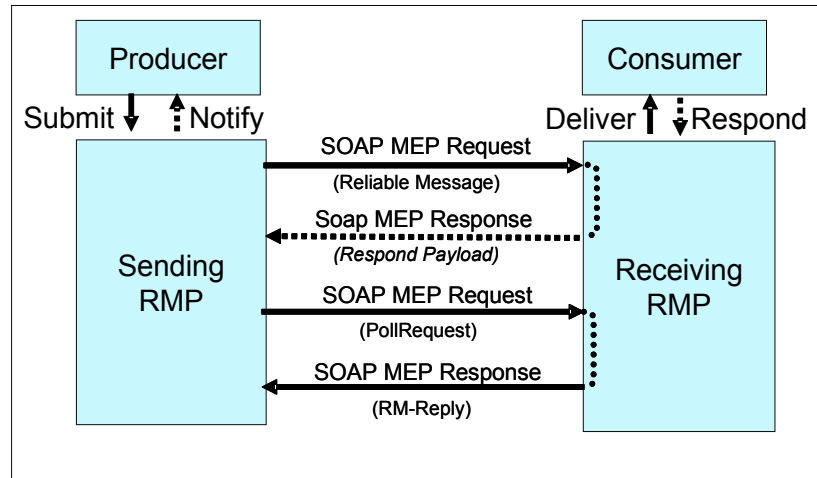 Producer
Consumer
Submit
Notify
Deliver
Respond
SOAP MEP Request
(Reliable Message)
Soap MEP Response
(Respond Payload)
Sending
RMP
Receiving
RMP
SOAP MEP Request
(PollRequest)
SOAP MEP Response
(RM-Reply)